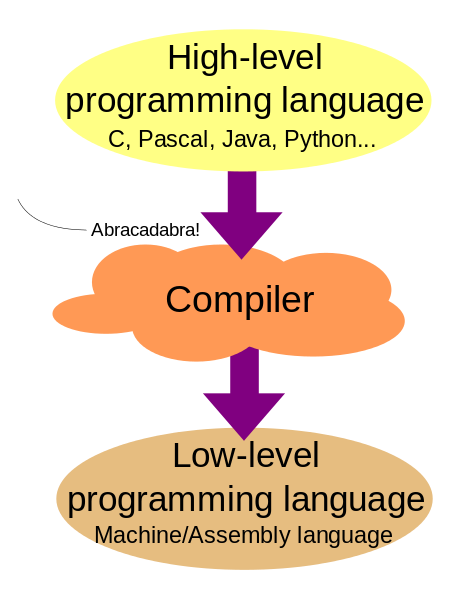 High-level
programming language
C, Pascal, Java, Python...
Abracadabra!
Compiler
Low-level
programming language
Machine/Assembly language